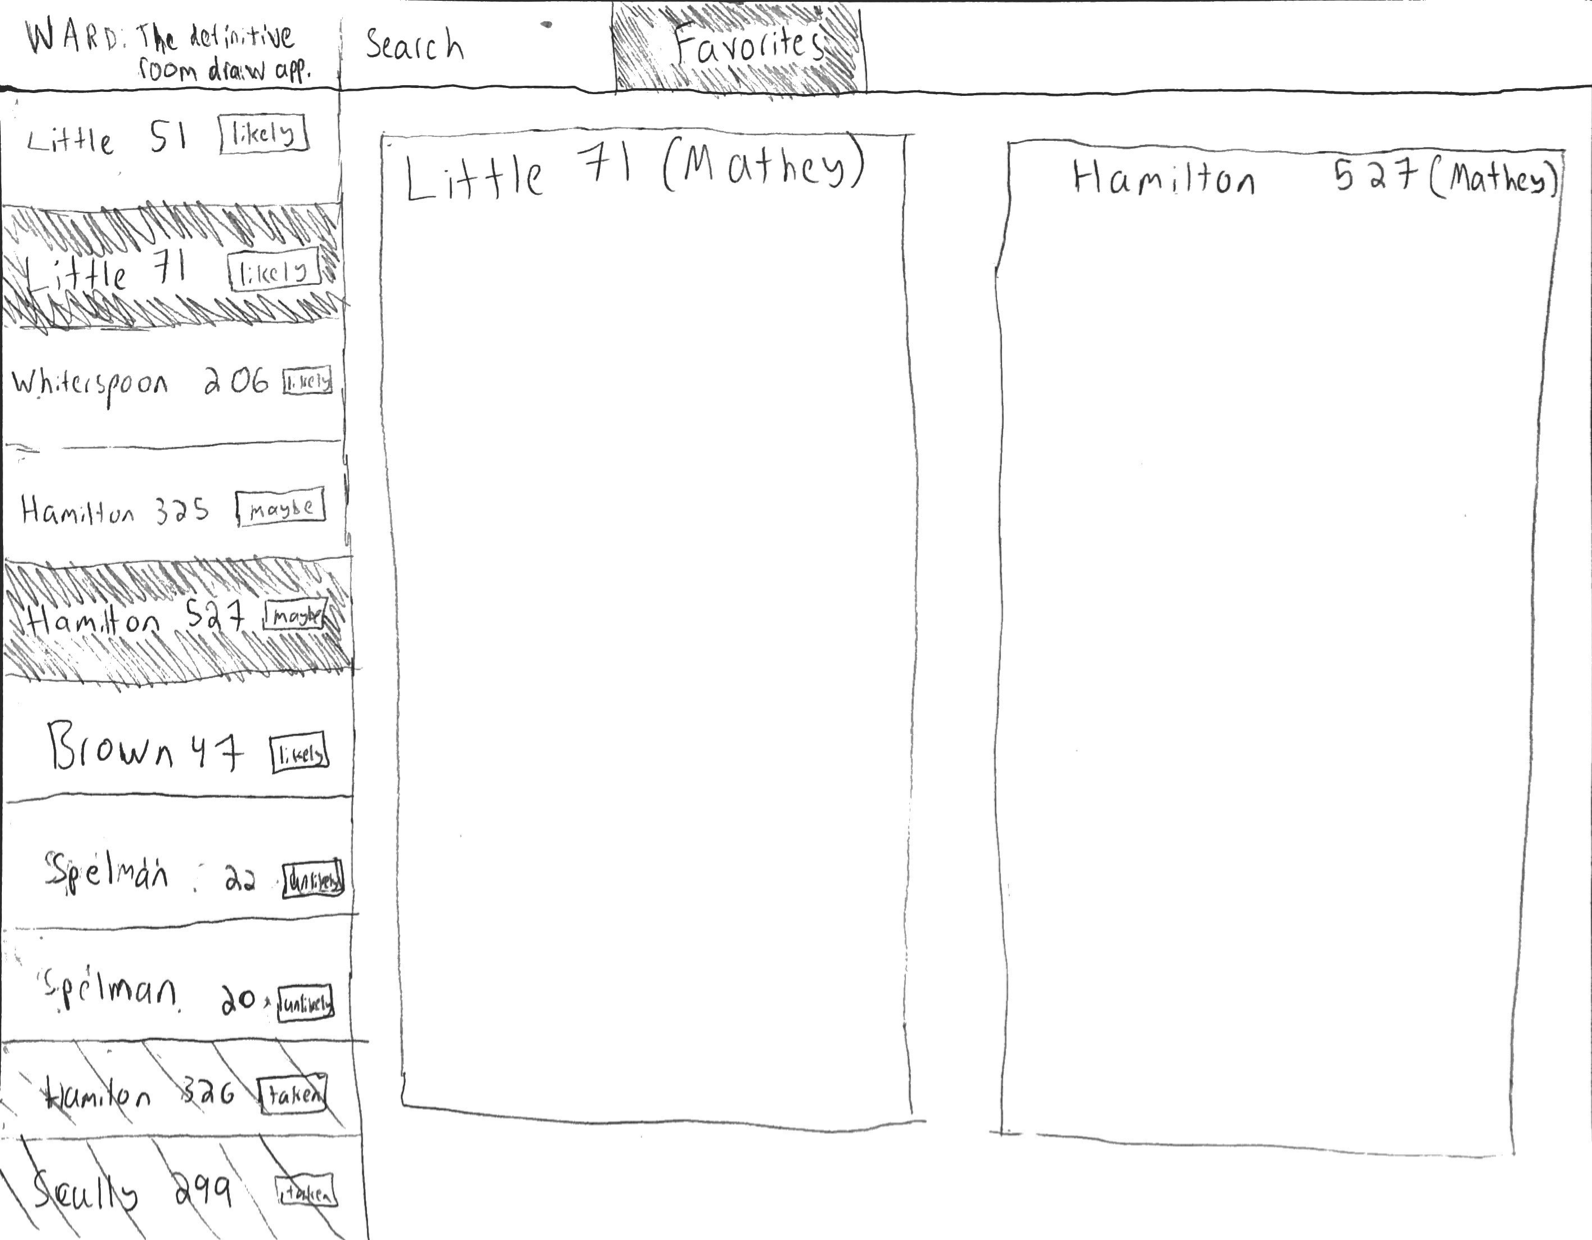 WARD: The definitive
room draw app.
Search
Favorites
Little 51 likely
Little 71 likely
Whiterspoon 206 likely
Hamilton 325 maybe
Hamilton 527 maybe
Brown 47 likely
Spelman 22 unlikely
Spelman 20 unlikely
Hamilton 326 taken
Scully 299 taken
Little 71 (Mathey)
Hamilton 527 (Mathey)